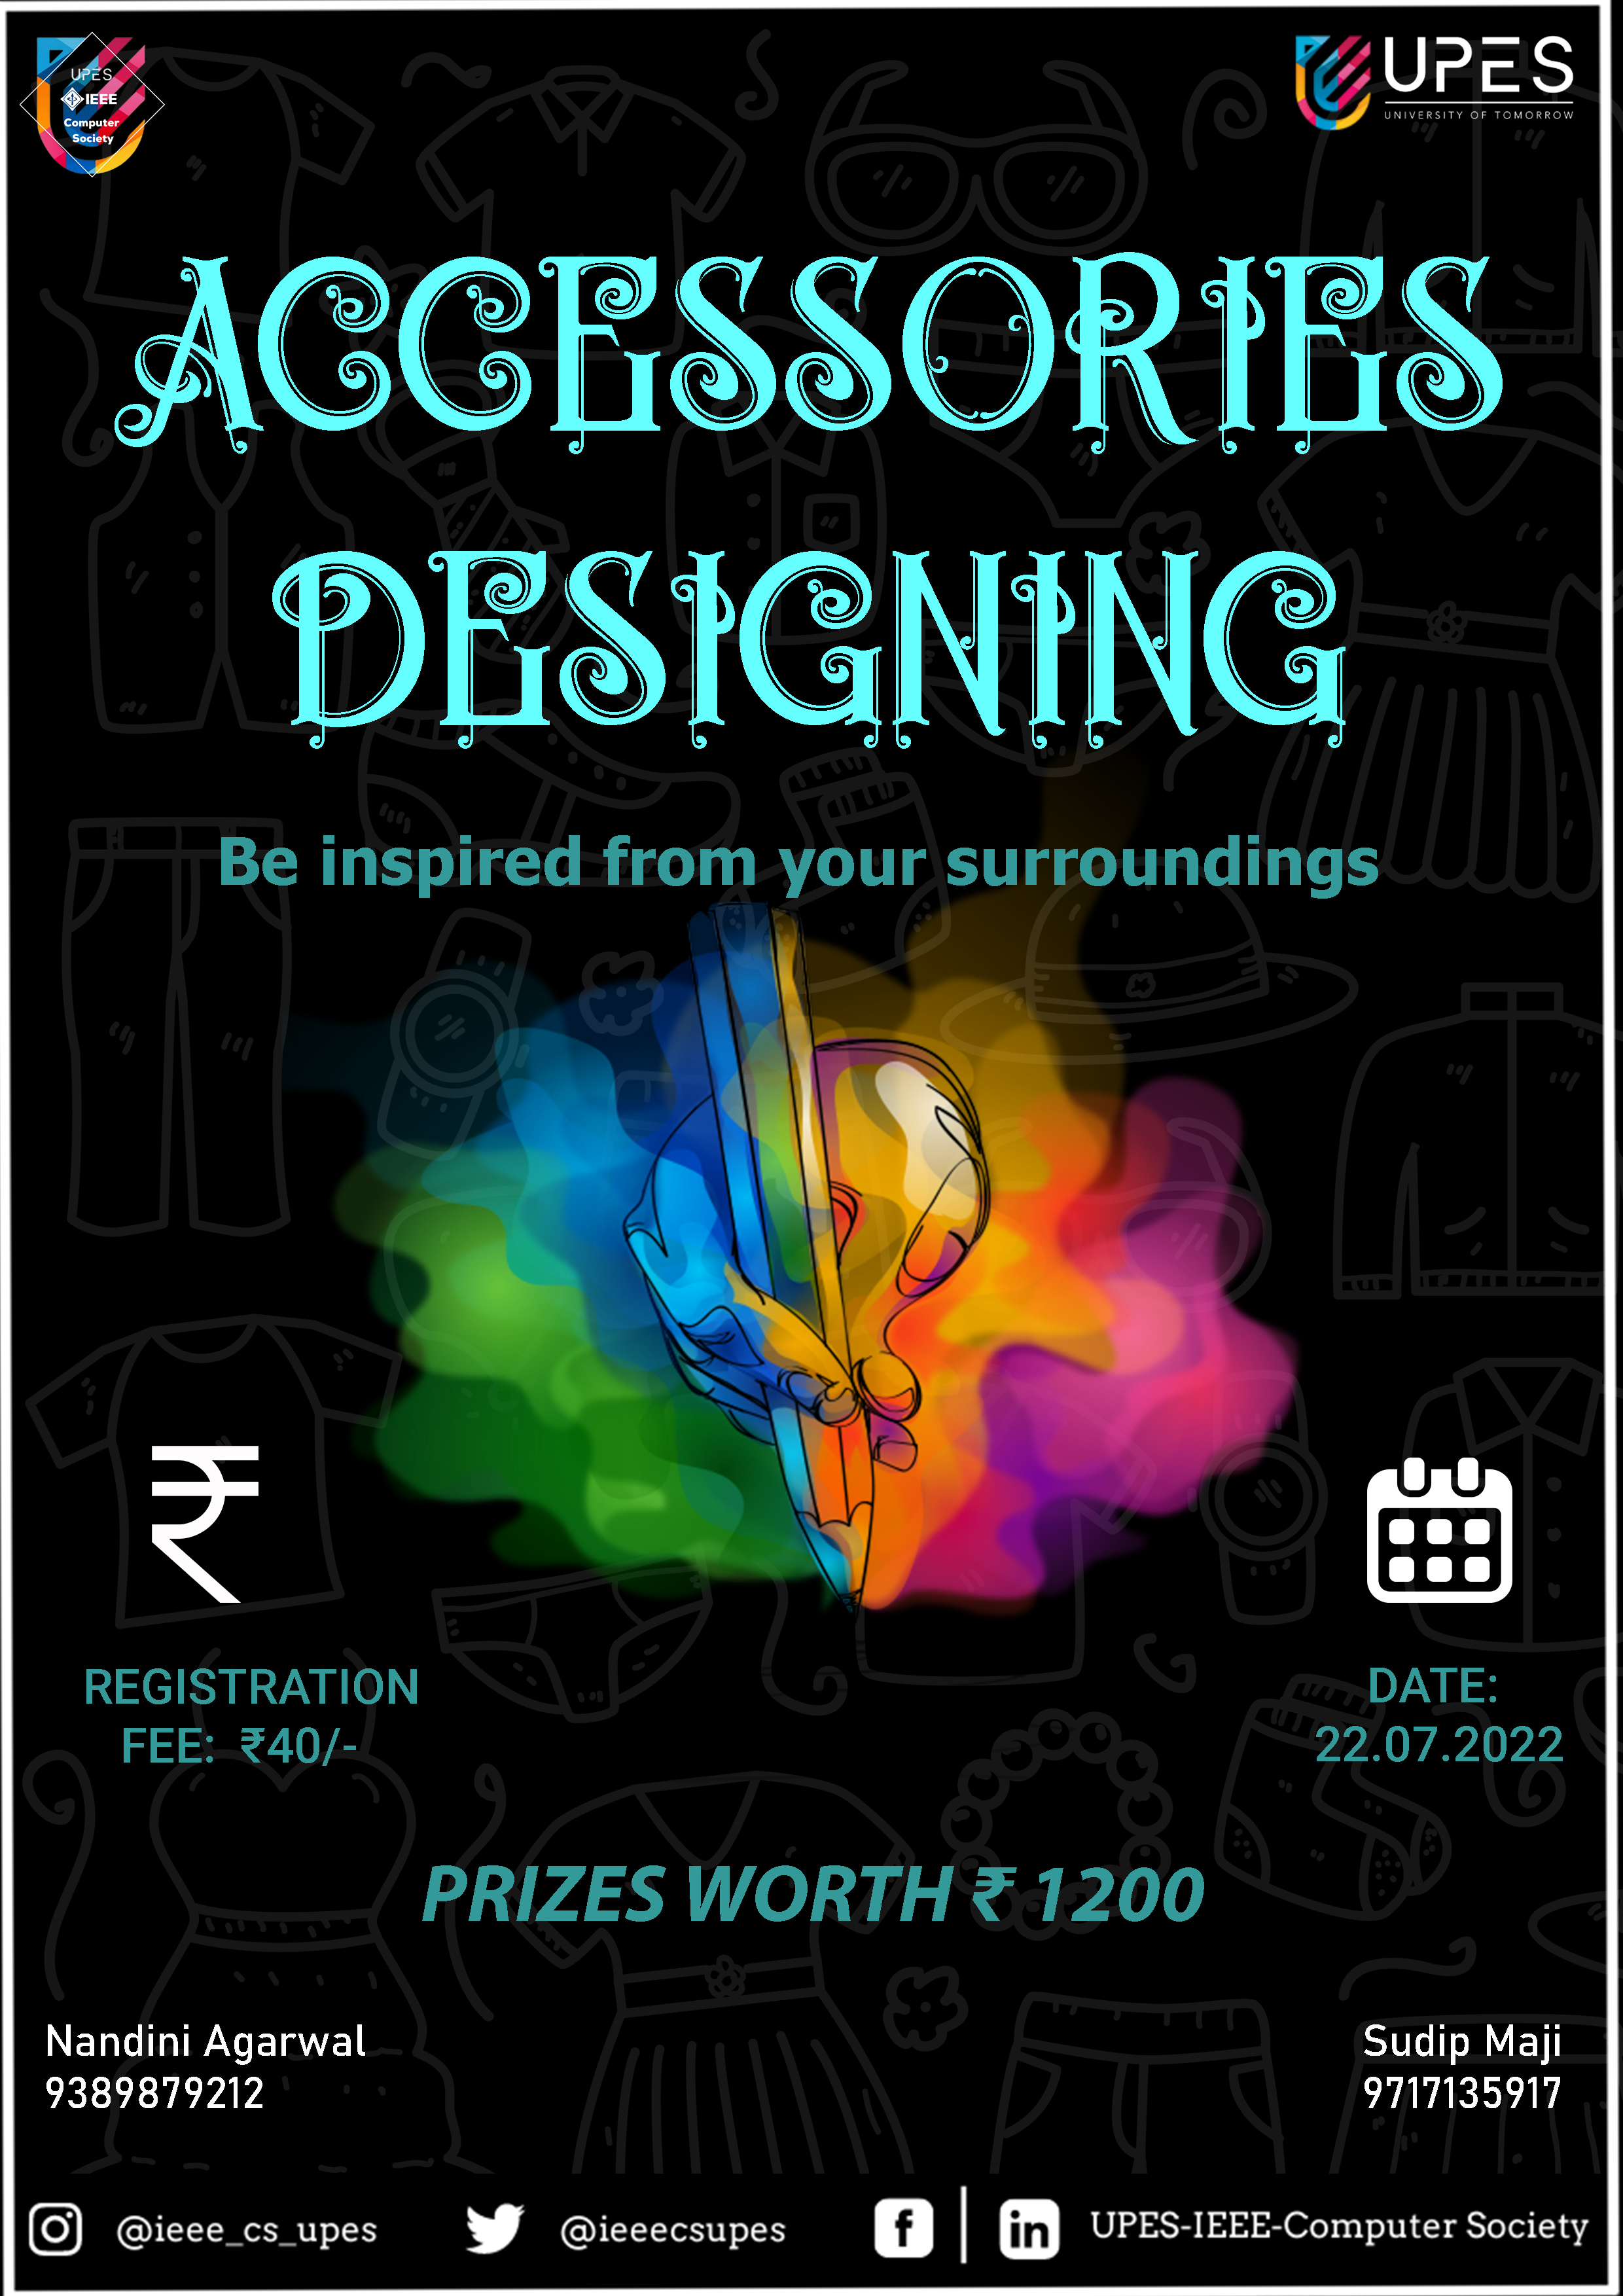 UPES
IEEE
Computer
Society
UPES
UNIVERSITY OF TOMORROW
ACCESSORIES
DESIGNING
Be inspired from your surroundings
REGISTRATION
FEE: ₹40/-
DATE:
22.07.2022
PRIZES WORTH ₹ 1200
Nandini Agarwal
9389879212
Sudip Maji
9717135917
@ieee_cs_upes
@ieeecsupes
UPES-IEEE-Computer Society